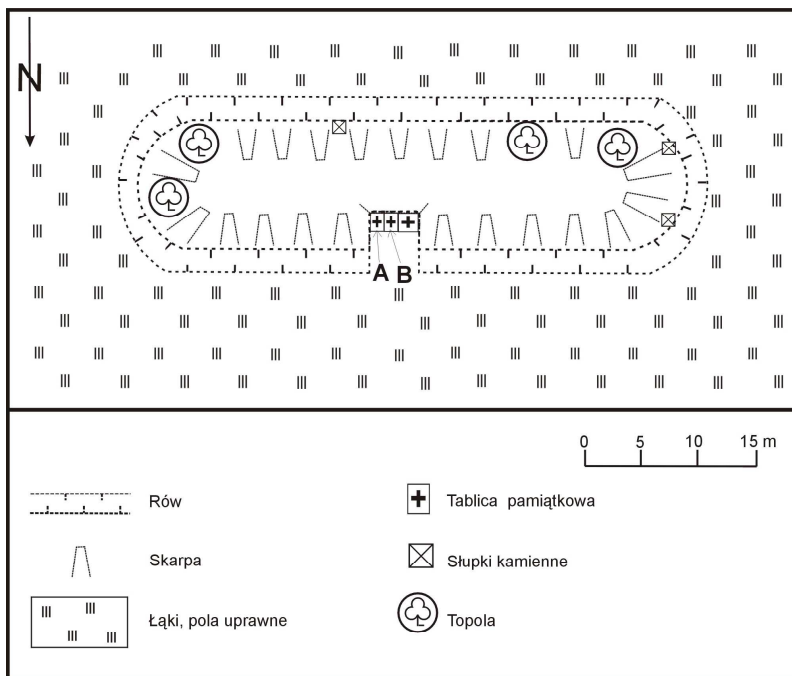 N
A B
0 5 10 15 m
Rów
Tablica pamiątkowa
Skarpa
Słupki kamienne
Łąki, pola uprawne
Topola